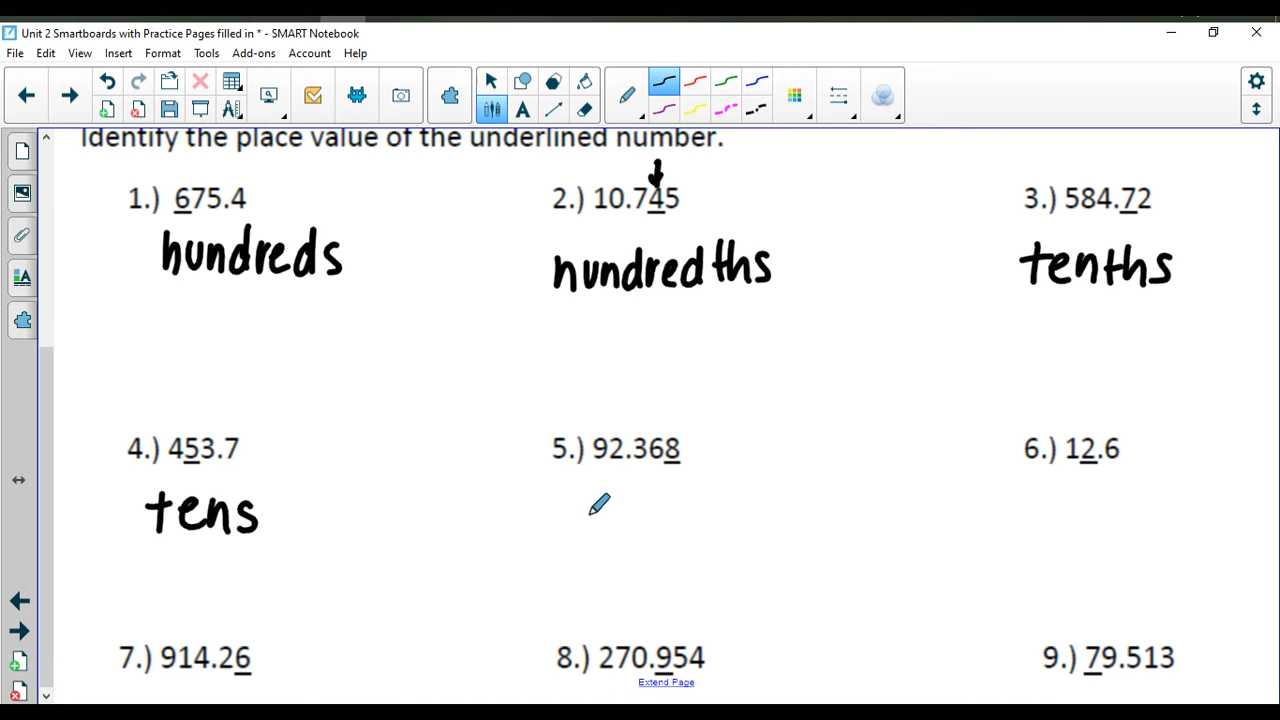 Unit 2 Smartboards with Practice Pages filled in * - SMART Notebook
File Edit View Insert Format Tools Add-ons Account Help
Identify the place value of the underlined number.
1.) 675.4 2.) 10.745 3.) 584.72
hundreds hundredths tenths
4.) 453.7 5.) 92.368 6.) 12.6
tens
7.) 914.26 8.) 270.954 9.) 79.513
Extend Page